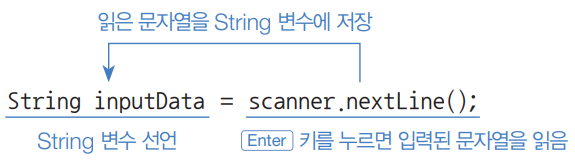 읽은 문자열을 String 변수에 저장
String inputData = scanner.nextLine();
String 변수 선언
Enter 키를 누르면 입력된 문자열을 읽음